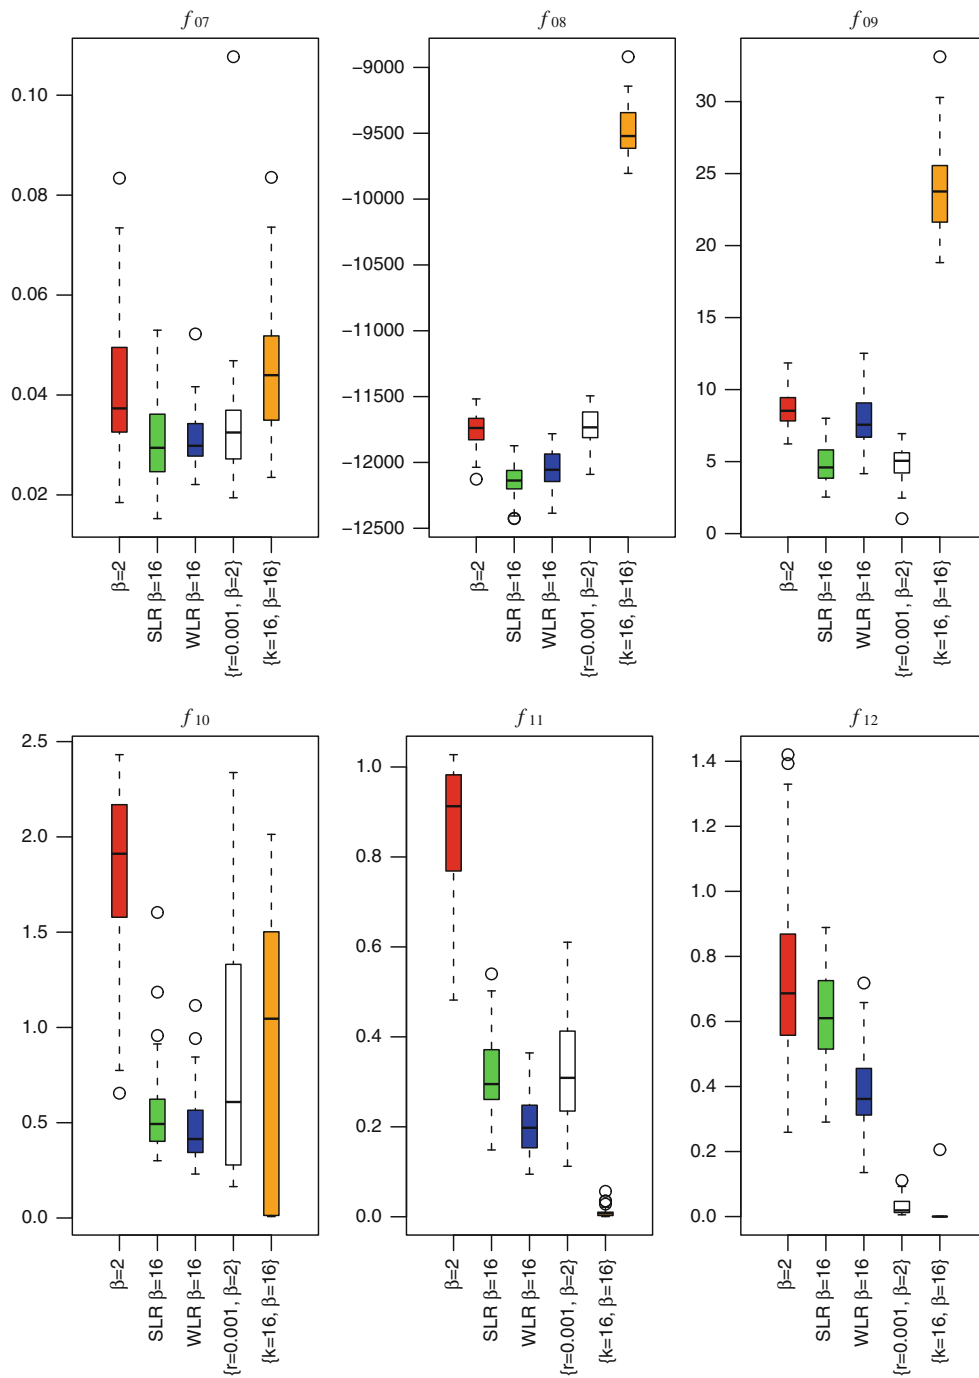 f 07
0.10
0.08
0.06
0.04
0.02
β=2
SLR β=16
WLR β=16
{r=0.001, β=2}
{k=16, β=16}
f 08
−9000
−9500
−10000
−10500
−11000
−11500
−12000
−12500
β=2
SLR β=16
WLR β=16
{r=0.001, β=2}
{k=16, β=16}
f 09
30
25
20
15
10
5
0
β=2
SLR β=16
WLR β=16
{r=0.001, β=2}
{k=16, β=16}
f 10
2.5
2.0
1.5
1.0
0.5
0.0
β=2
SLR β=16
WLR β=16
{r=0.001, β=2}
{k=16, β=16}
f 11
1.0
0.8
0.6
0.4
0.2
0.0
β=2
SLR β=16
WLR β=16
{r=0.001, β=2}
{k=16, β=16}
f 12
1.4
1.2
1.0
0.8
0.6
0.4
0.2
0.0
β=2
SLR β=16
WLR β=16
{r=0.001, β=2}
{k=16, β=16}